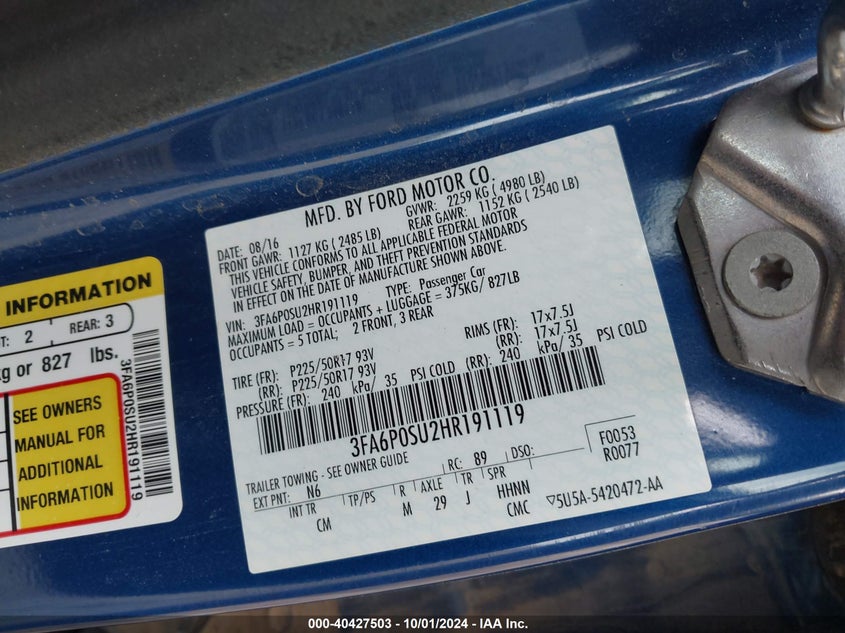 MFD. BY FORD MOTOR CO.
DATE: 08/16 GVWR: 2259 KG ( 4980 LB)
FRONT GAWR: 1127 KG ( 2485 LB) REAR GAWR: 1152 KG ( 2540 LB)
THIS VEHICLE CONFORMS TO ALL APPLICABLE FEDERAL MOTOR
VEHICLE SAFETY, BUMPER, AND THEFT PREVENTION STANDARDS
IN EFFECT ON THE DATE OF MANUFACTURE SHOWN ABOVE.
VIN: 3FA6P0SU2HR191119 TYPE: Passenger Car
MAXIMUM LOAD = OCCUPANTS + LUGGAGE = 375KG/ 827LB
OCCUPANTS = 5 TOTAL; 2 FRONT, 3 REAR
TIRE (FR): P225/50R17 93V RIMS (FR): 17x7.5J
(RR): P225/50R17 93V (RR): 17x7.5J
PRESSURE (FR): 240 kPa/ 35 PSI COLD (RR): 240 kPa/ 35 PSI COLD
3FA6P0SU2HR191119
TRAILER TOWING - SEE OWNER GUIDE
EXT PNT: N6 RC: 89 DSO: F0053
R0077
INT TR TP/PS R AXLE TR SPR
CM M 29 J HHNN
CMC ▽5U5A-5420472-AA
INFORMATION
T: 2 REAR: 3
kg or 827 lbs.
SEE OWNERS
MANUAL FOR
ADDITIONAL
INFORMATION
3FA6P0SU2HR191119
000-40427503 - 10/01/2024 - IAA Inc.